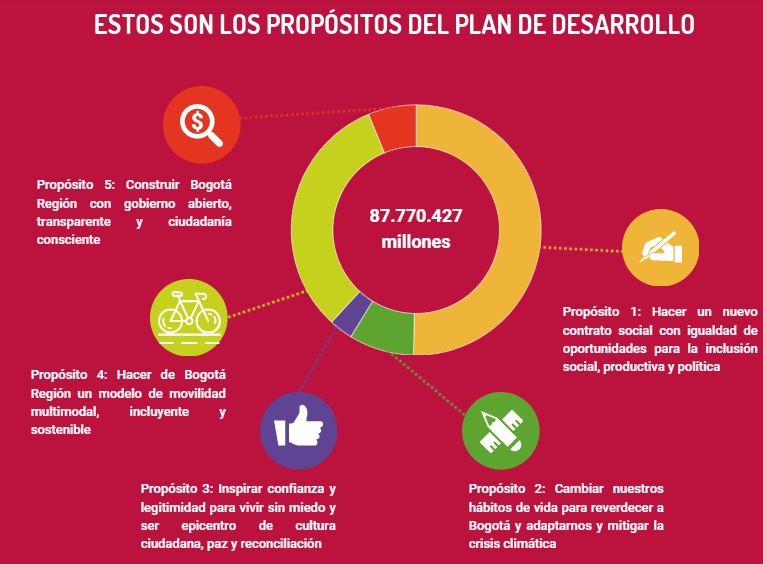 ESTOS SON LOS PROPÓSITOS DEL PLAN DE DESARROLLO
$
Propósito 5: Construir Bogotá
Región con gobierno abierto,
transparente y ciudadanía
consciente
87.770.427
millones
Propósito 1: Hacer un nuevo
contrato social con igualdad de
oportunidades para la inclusión
social, productiva y política
Propósito 4: Hacer de Bogotá
Región un modelo de movilidad
multimodal, incluyente y
sostenible
Propósito 3: Inspirar confianza y
legitimidad para vivir sin miedo y
ser epicentro de cultura
ciudadana, paz y reconciliación
Propósito 2: Cambiar nuestros
hábitos de vida para reverdecer a
Bogotá y adaptarnos y mitigar la
crisis climática